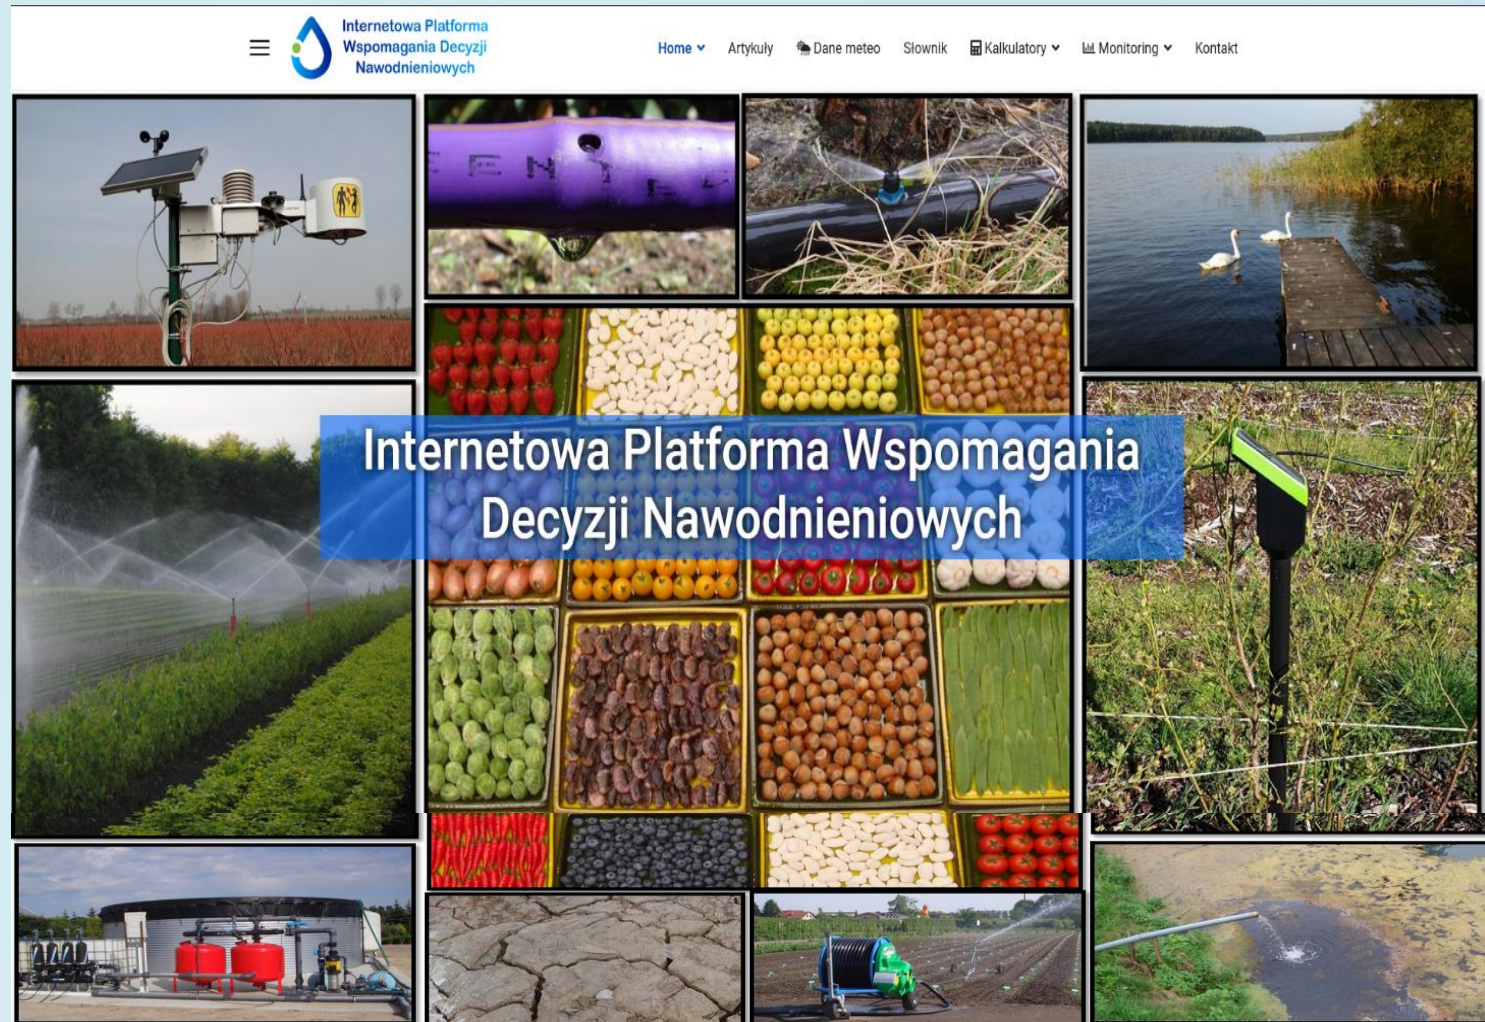 Internetowa Platforma
Wspomagania Decyzji
Nawodnieniowych
Home Artykuły Dane meteo Słownik Kalkulatory Monitoring Kontakt
Internetowa Platforma Wspomagania
Decyzji Nawodnieniowych